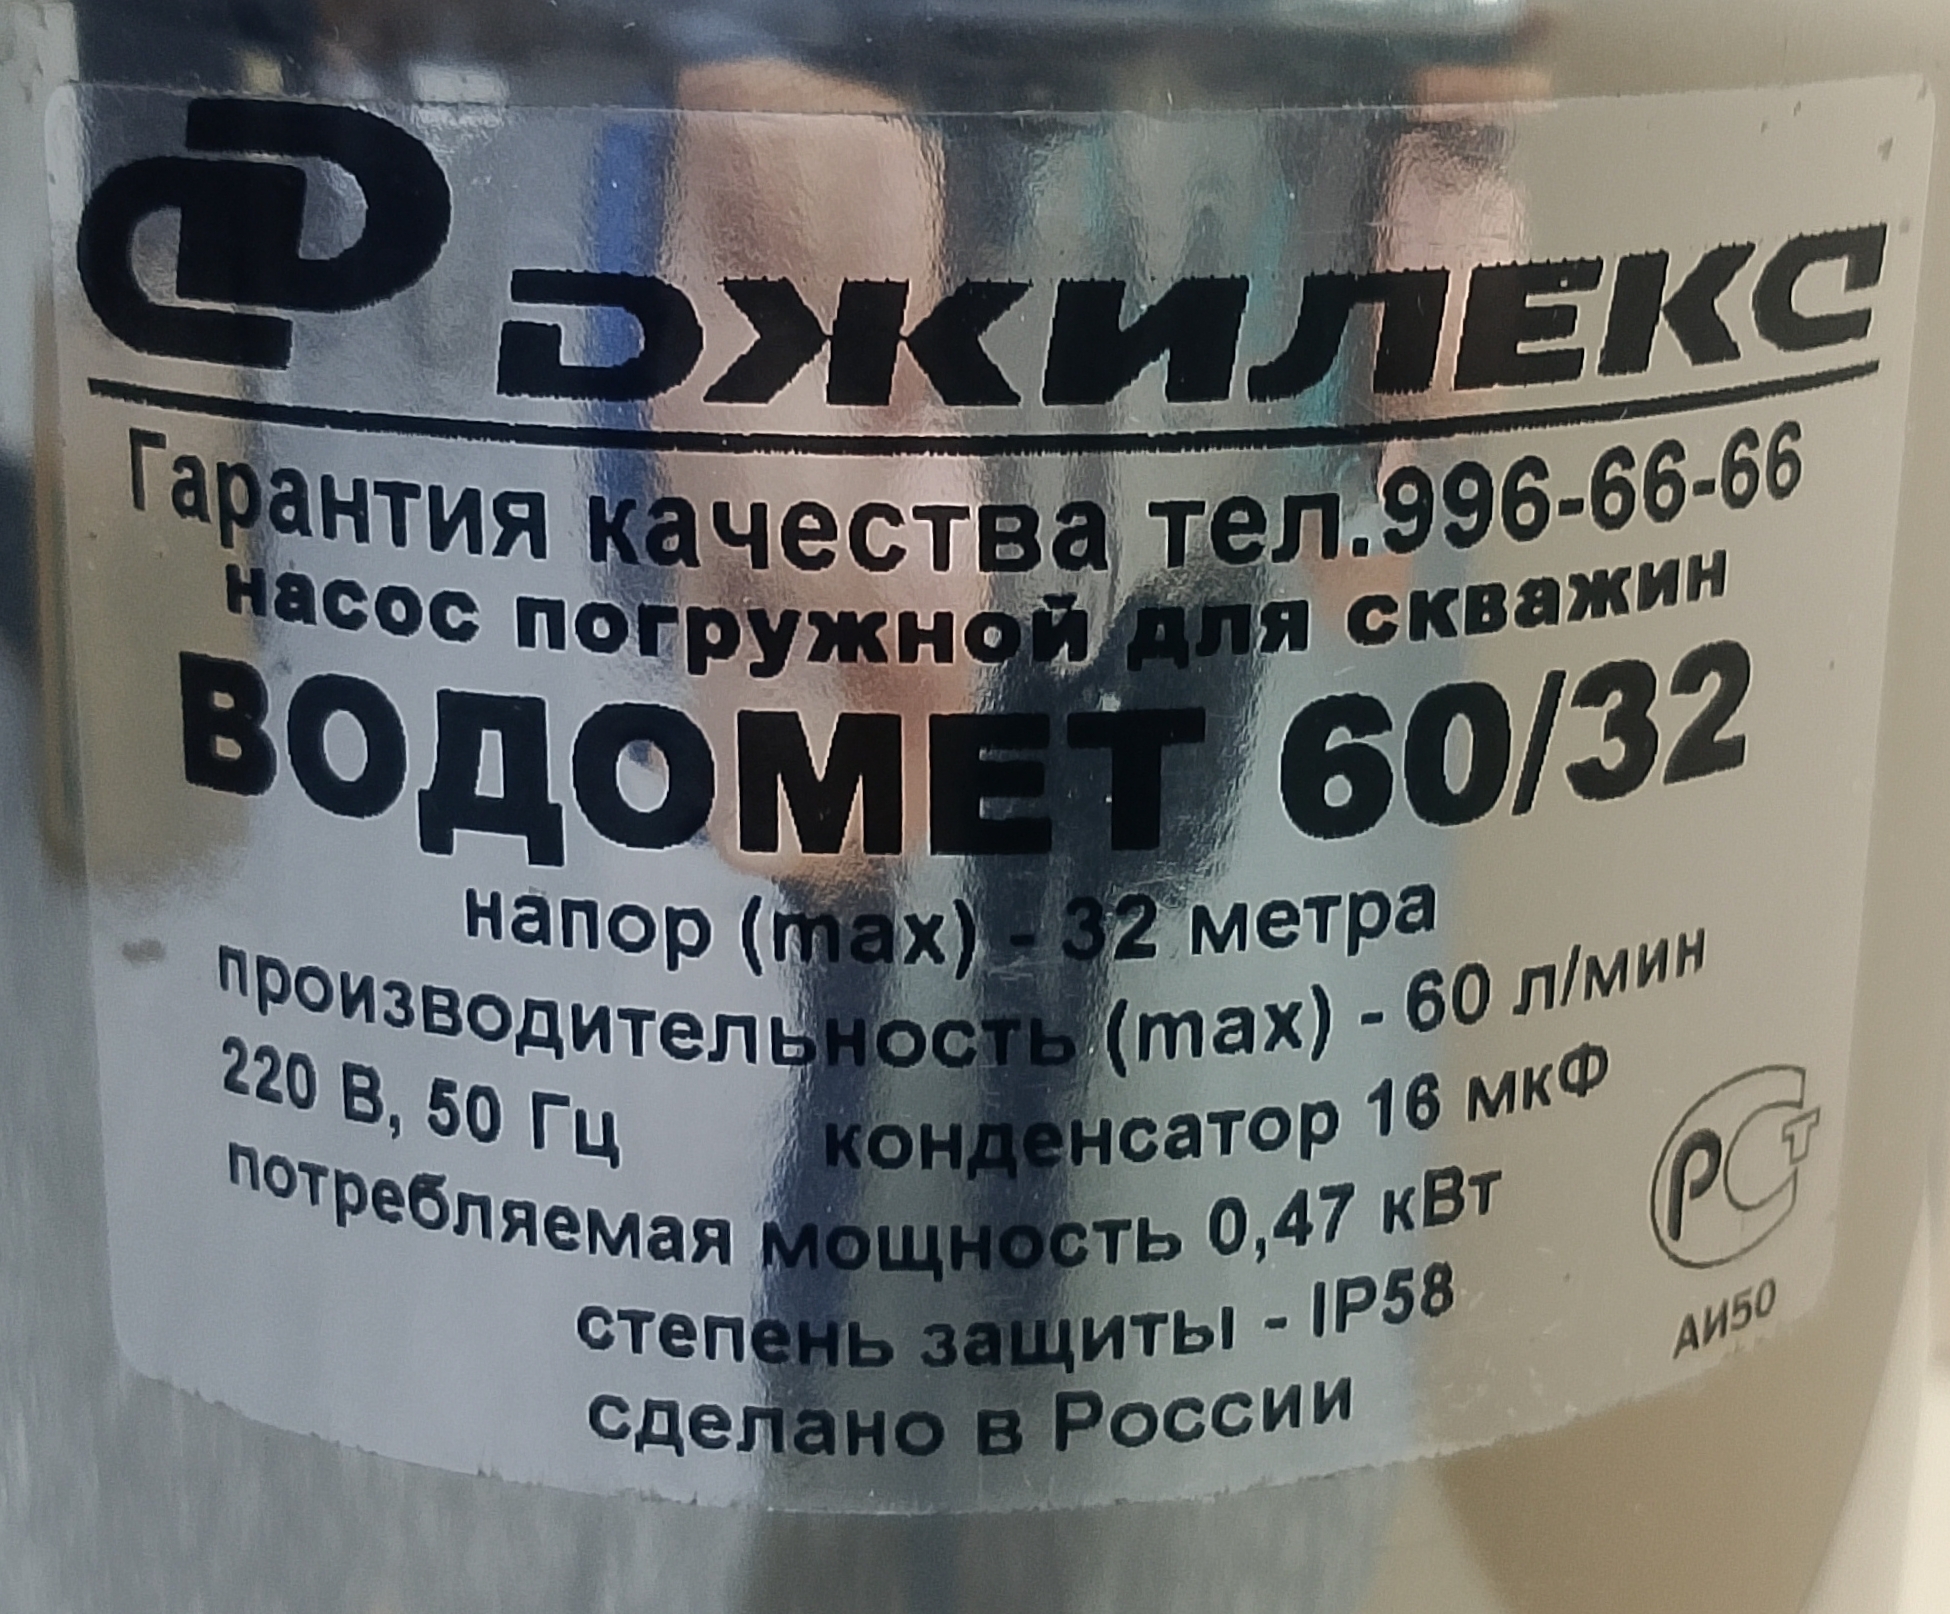 ДЖИЛЕКС
Гарантия качества тел.996-66-66
насос погружной для скважин
ВОДОМЕТ 60/32
напор (max) - 32 метра
производительность (max) - 60 л/мин
220 В, 50 Гц конденсатор 16 мкФ
потребляемая мощность 0,47 кВт
степень защиты - IP58
сделано в России
РСТ
АИ50